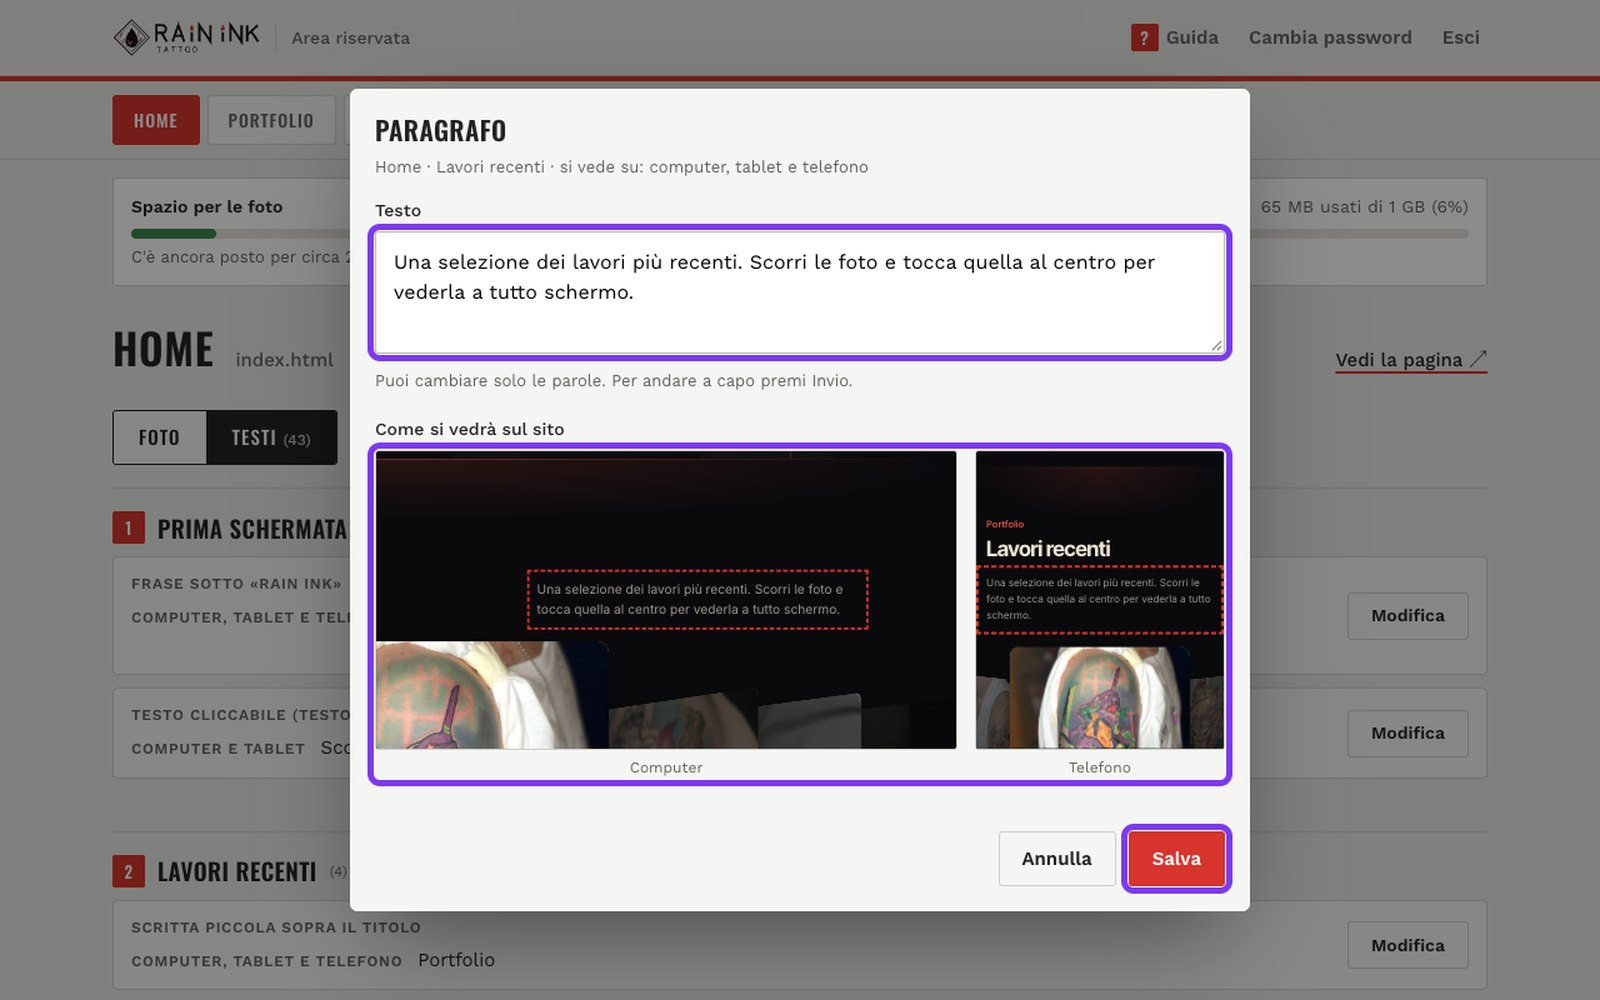 RAIN INK
TATTOO
Area riservata
? Guida
Cambia password
Esci
HOME
PORTFOLIO
Spazio per le foto
65 MB usati di 1 GB (6%)
C'è ancora posto per circa
HOME
index.html
Vedi la pagina
FOTO
TESTI (43)
1 PRIMA SCHERMATA
FRASE SOTTO «RAIN INK»
COMPUTER, TABLET E
Modifica
TESTO CLICCABILE
COMPUTER E TABLET
Modifica
2 LAVORI RECENTI (4)
SCRITTA PICCOLA SOPRA IL TITOLO
COMPUTER, TABLET E TELEFONO Portfolio
Modifica
PARAGRAFO
Home · Lavori recenti · si vede su: computer, tablet e telefono
Testo
Una selezione dei lavori più recenti. Scorri le foto e tocca quella al centro per
vederla a tutto schermo.
Puoi cambiare solo le parole. Per andare a capo premi Invio.
Come si vedrà sul sito
Una selezione dei lavori più recenti. Scorri le foto e
tocca quella al centro per vederla a tutto schermo.
Computer
Portfolio
Lavori recenti
Una selezione dei lavori più recenti. Scorri le
foto e tocca quella al centro per vederla a tutto
schermo.
Telefono
Annulla
Salva